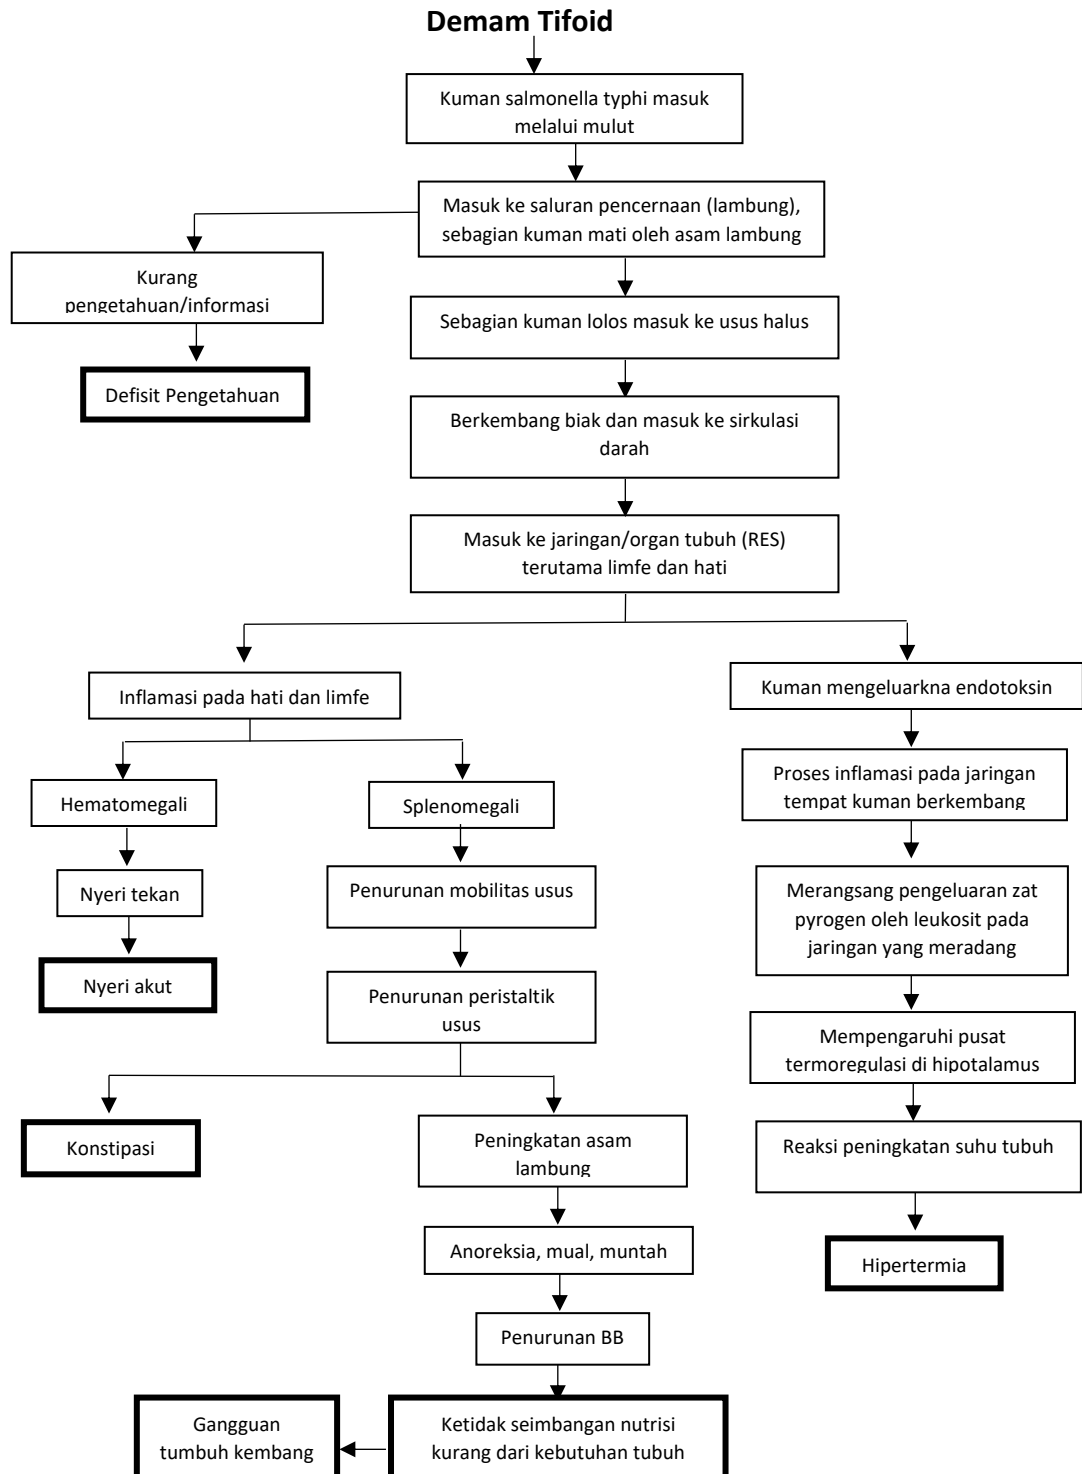 Demam Tifoid
Kuman salmonella typhi masuk
melalui mulut
Masuk ke saluran pencernaan (lambung),
sebagian kuman mati oleh asam lambung
Kurang
pengetahuan/informasi
Sebagian kuman lolos masuk ke usus halus
Defisit Pengetahuan
Berkembang biak dan masuk ke sirkulasi
darah
Masuk ke jaringan/organ tubuh (RES)
terutama limfe dan hati
Inflamasi pada hati dan limfe
Kuman mengeluarkna endotoksin
Hematomegali
Splenomegali
Proses inflamasi pada jaringan
tempat kuman berkembang
Nyeri tekan
Penurunan mobilitas usus
Merangsang pengeluaran zat
pyrogen oleh leukosit pada
jaringan yang meradang
Nyeri akut
Penurunan peristaltik
usus
Mempengaruhi pusat
termoregulasi di hipotalamus
Konstipasi
Peningkatan asam
lambung
Reaksi peningkatan suhu tubuh
Anoreksia, mual, muntah
Hipertermia
Penurunan BB
Gangguan
tumbuh kembang
Ketidak seimbangan nutrisi
kurang dari kebutuhan tubuh